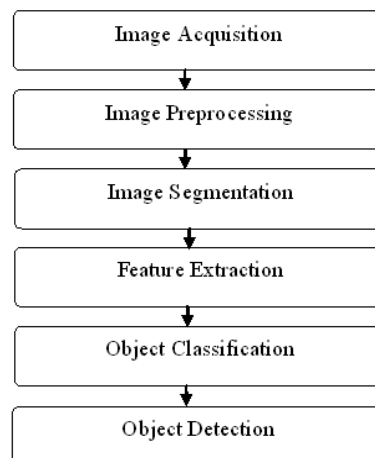 Image Acquisition
Image Preprocessing
Image Segmentation
Feature Extraction
Object Classification
Object Detection